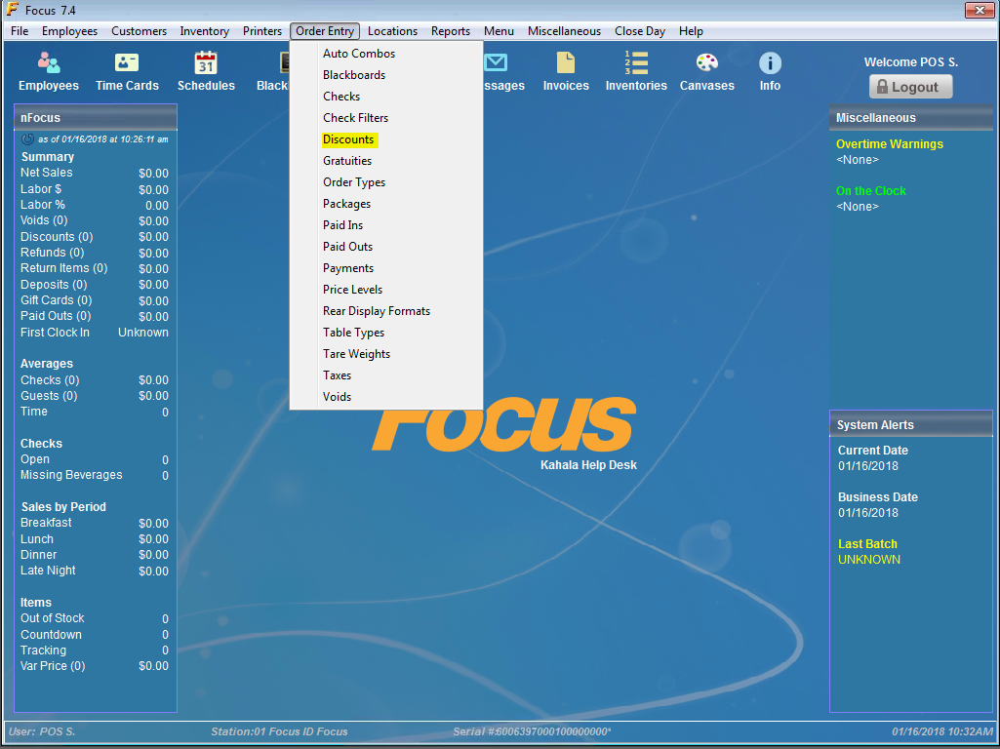 Focus 7.4
File Employees Customers Inventory Printers Order Entry Locations Reports Menu Miscellaneous Close Day Help
Auto Combos
Blackboards
Checks
Check Filters
Discounts
Gratuities
Order Types
Packages
Paid Ins
Paid Outs
Payments
Price Levels
Rear Display Formats
Table Types
Tare Weights
Taxes
Voids
Employees Time Cards Schedules Black ssages Invoices Inventories Canvases Info
31
1
2
3
Welcome POS S.
Logout
nFocus
as of 01/16/2018 at 10:26:11 am
Summary
Net Sales $0.00
Labor $ $0.00
Labor % 0.00
Voids (0) $0.00
Discounts (0) $0.00
Refunds (0) $0.00
Return Items (0) $0.00
Deposits (0) $0.00
Gift Cards (0) $0.00
Paid Outs (0) $0.00
First Clock In Unknown
Averages
Checks (0) $0.00
Guests (0) $0.00
Time 0
Checks
Open 0
Missing Beverages 0
Sales by Period
Breakfast $0.00
Lunch $0.00
Dinner $0.00
Late Night $0.00
Items
Out of Stock 0
Countdown 0
Tracking 0
Var Price (0) $0.00
Focus
Kahala Help Desk
Miscellaneous
Overtime Warnings
<None>
On the Clock
<None>
System Alerts
Current Date
01/16/2018
Business Date
01/16/2018
Last Batch
UNKNOWN
User: POS S. Station:01 Focus ID Focus Serial #:6006397000100000000* 01/16/2018 10:32AM